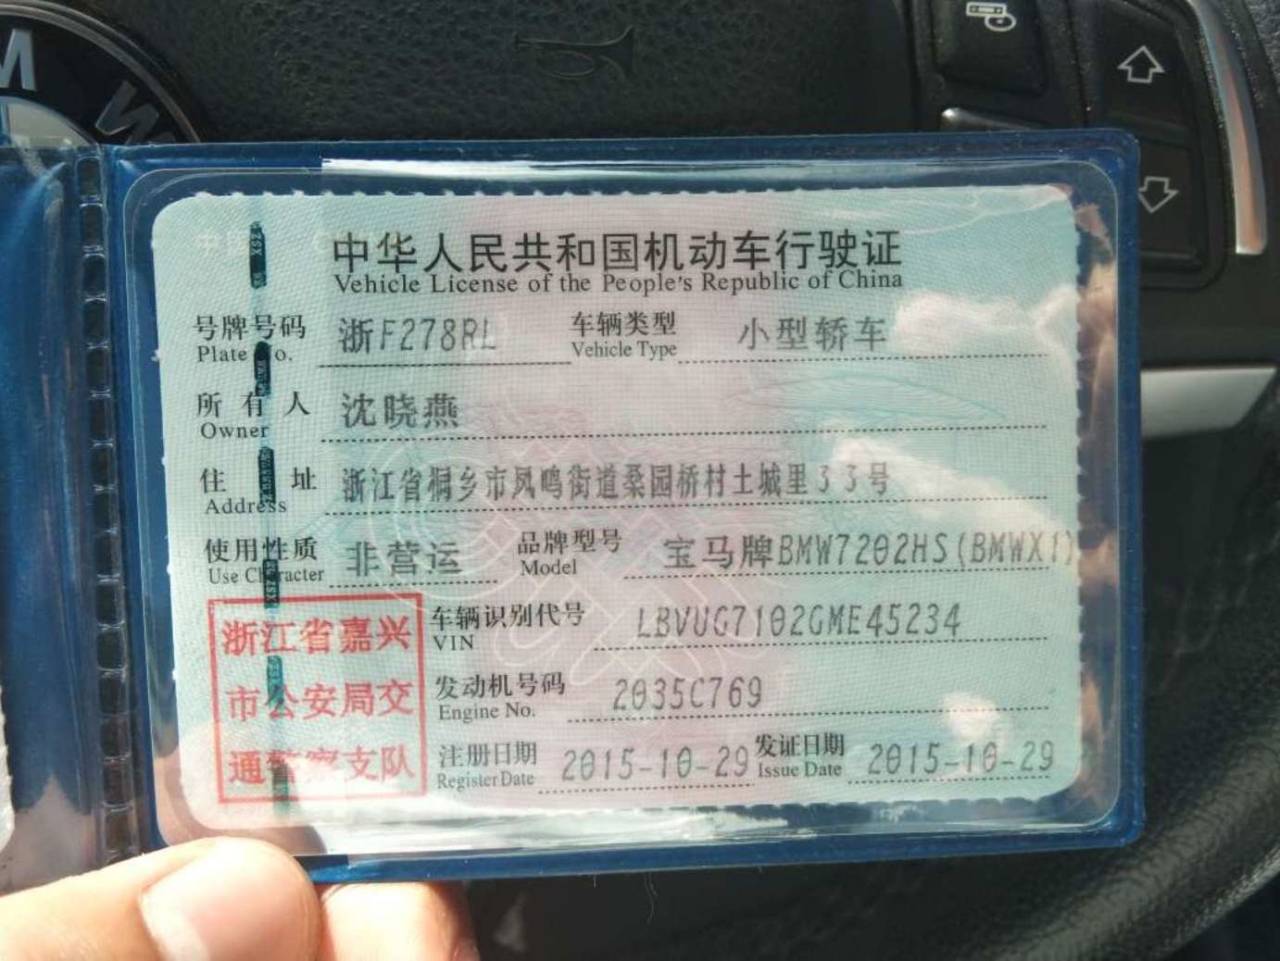 中华人民共和国机动车行驶证
Vehicle License of the People's Republic of China
号牌号码 浙F278RL 车辆类型 小型轿车
Plate No. Vehicle Type
所有人 沈晓燕
Owner
住址 浙江省桐乡市凤鸣街道桑园桥村土城里33号
Address
使用性质 非营运 品牌型号 宝马牌BMW7202HS(BMWX1)
Use Character Model
浙江省嘉兴
市公安局交
通警察支队
车辆识别代号 LBVUG7102GME45234
VIN
发动机号码 2035C769
Engine No.
注册日期 2015-10-29 发证日期 2015-10-29
Register Date Issue Date